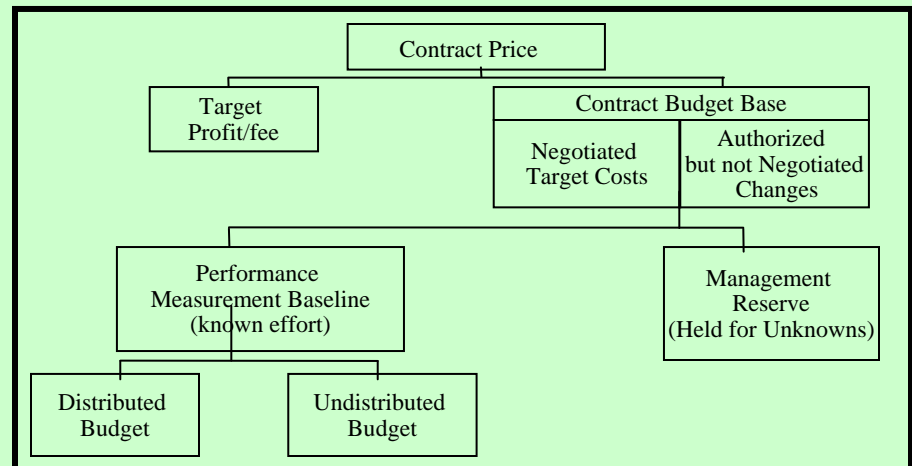 Contract Price
Target
Profit/fee
Contract Budget Base
Negotiated
Target Costs
Authorized
but not Negotiated
Changes
Performance
Measurement Baseline
(known effort)
Management
Reserve
(Held for Unknowns)
Distributed
Budget
Undistributed
Budget